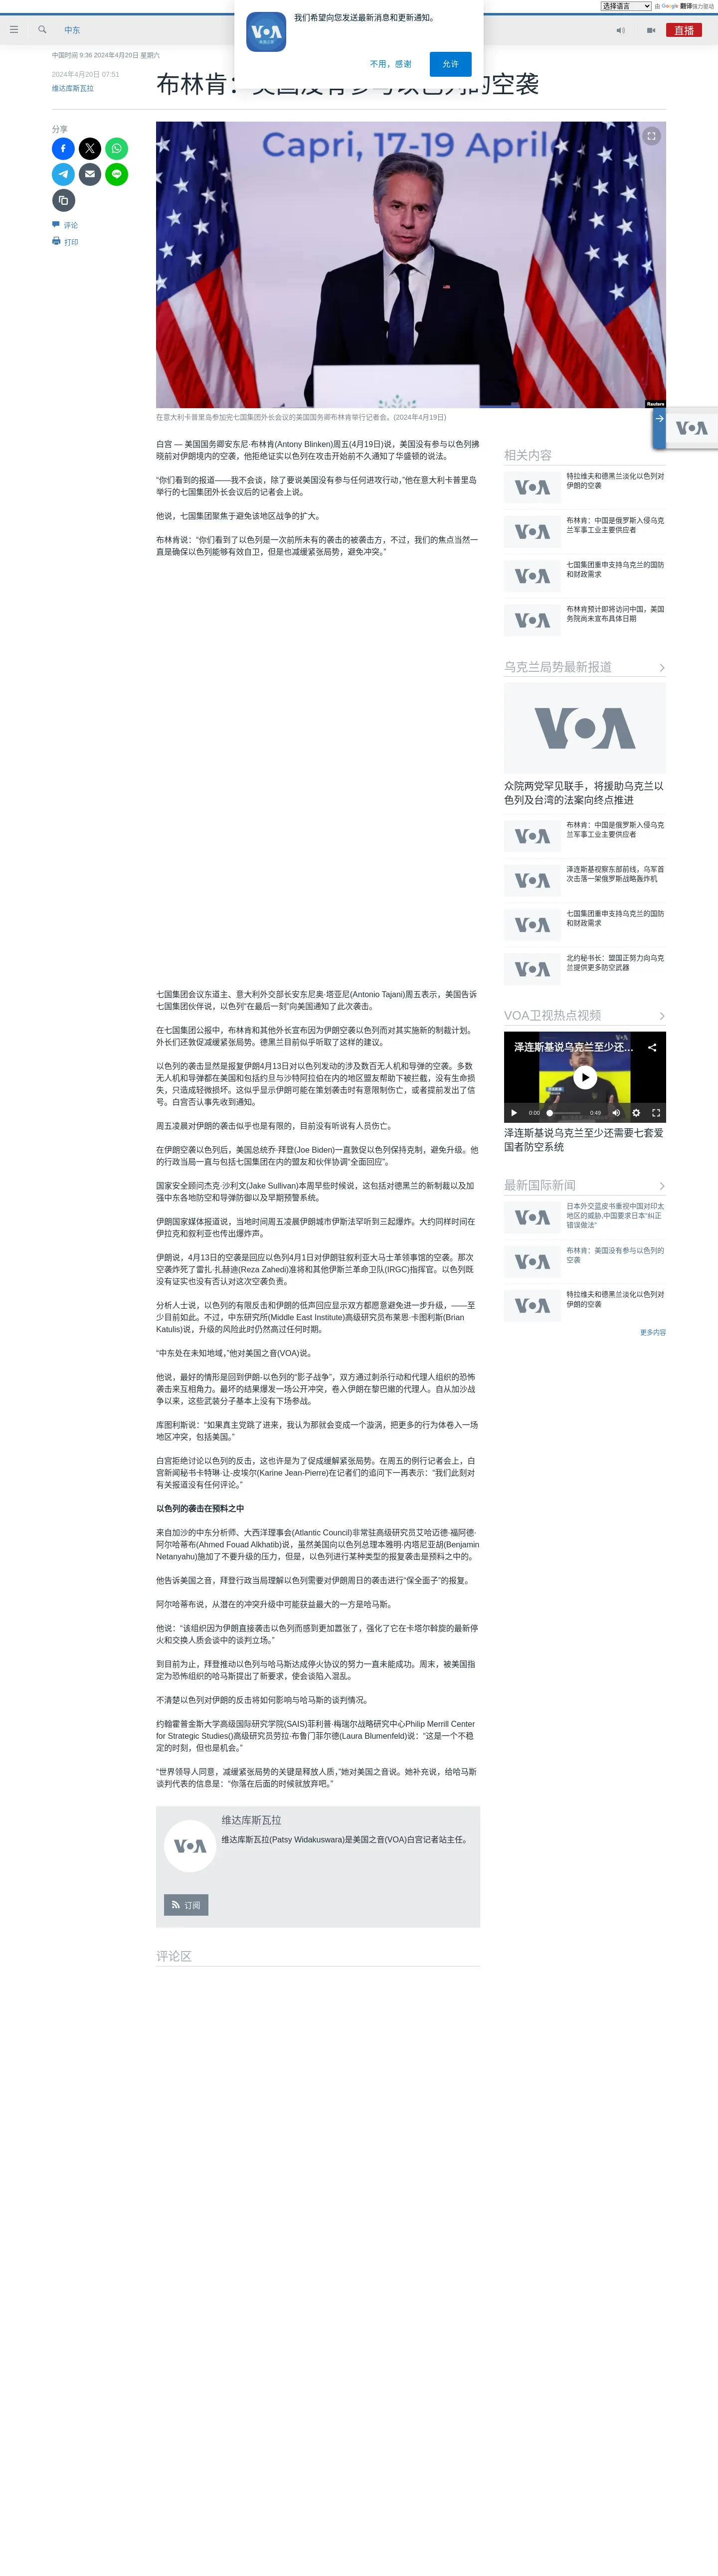 选择语言
由 Google 翻译强力驱动
VOA
我们希望向您发送最新消息和更新通知。
不用，感谢
允许
中东
直播
中国时间 9:36 2024年4月20日 星期六
2024年4月20日 07:51
维达库斯瓦拉
分享
评论
打印
Capri, 17-19 April
Reuters
在意大利卡普里岛参加完七国集团外长会议的美国国务卿布林肯举行记者会。(2024年4月19日)
白宫 — 美国国务卿安东尼·布林肯(Antony Blinken)周五(4月19日)说，美国没有参与以色列拂
晓前对伊朗境内的空袭，他拒绝证实以色列在攻击开始前不久通知了华盛顿的说法。
“你们看到的报道——我不会谈，除了要说美国没有参与任何进攻行动，”他在意大利卡普里岛
举行的七国集团外长会议后的记者会上说。
他说，七国集团聚焦于避免该地区战争的扩大。
布林肯说：“你们看到了以色列是一次前所未有的袭击的被袭击方，不过，我们的焦点当然一
直是确保以色列能够有效自卫，但是也减缓紧张局势，避免冲突。”
七国集团会议东道主、意大利外交部长安东尼奥·塔亚尼(Antonio Tajani)周五表示，美国告诉
七国集团伙伴说，以色列“在最后一刻”向美国通知了此次袭击。
在七国集团公报中，布林肯和其他外长宣布因为伊朗空袭以色列而对其实施新的制裁计划。
外长们还敦促减缓紧张局势。德黑兰目前似乎听取了这样的建议。
以色列的袭击显然是报复伊朗4月13日对以色列发动的涉及数百无人机和导弹的空袭。多数
无人机和导弹都在美国和包括约旦与沙特阿拉伯在内的地区盟友帮助下被拦截，没有生命损
失，只造成轻微损坏。这似乎显示伊朗可能在策划袭击时有意限制伤亡，或者提前发出了信
号。白宫否认事先收到通知。
周五凌晨对伊朗的袭击似乎也是有限的，目前没有听说有人员伤亡。
在伊朗空袭以色列后，美国总统乔·拜登(Joe Biden)一直敦促以色列保持克制，避免升级。他
的行政当局一直与包括七国集团在内的盟友和伙伴协调“全面回应”。
国家安全顾问杰克·沙利文(Jake Sullivan)本周早些时候说，这包括对德黑兰的新制裁以及加
强中东各地防空和导弹防御以及早期预警系统。
伊朗国家媒体报道说，当地时间周五凌晨伊朗城市伊斯法罕听到三起爆炸。大约同样时间在
伊拉克和叙利亚也传出爆炸声。
伊朗说，4月13日的空袭是回应以色列4月1日对伊朗驻叙利亚大马士革领事馆的空袭。那次
空袭炸死了雷扎·扎赫迪(Reza Zahedi)准将和其他伊斯兰革命卫队(IRGC)指挥官。以色列既
没有证实也没有否认对这次空袭负责。
分析人士说，以色列的有限反击和伊朗的低声回应显示双方都愿意避免进一步升级，——至
少目前如此。不过，中东研究所(Middle East Institute)高级研究员布莱恩·卡图利斯(Brian
Katulis)说，升级的风险此时仍然高过任何时期。
“中东处在未知地域，”他对美国之音(VOA)说。
他说，最好的情形是回到伊朗-以色列的“影子战争”，双方通过刺杀行动和代理人组织的恐怖
袭击来互相角力。最坏的结果爆发一场公开冲突，卷入伊朗在黎巴嫩的代理人。自从加沙战
争以来，这些武装分子基本上没有下场参战。
库图利斯说：“如果真主党跳了进来，我认为那就会变成一个漩涡，把更多的行为体卷入一场
地区冲突，包括美国。”
白宫拒绝讨论以色列的反击，这也许是为了促成缓解紧张局势。在周五的例行记者会上，白
宫新闻秘书卡特琳·让-皮埃尔(Karine Jean-Pierre)在记者们的追问下一再表示：“我们此刻对
有关报道没有任何评论。”
以色列的袭击在预料之中
来自加沙的中东分析师、大西洋理事会(Atlantic Council)非常驻高级研究员艾哈迈德·福阿德·
阿尔哈蒂布(Ahmed Fouad Alkhatib)说，虽然美国向以色列总理本雅明·内塔尼亚胡(Benjamin
Netanyahu)施加了不要升级的压力，但是，以色列进行某种类型的报复袭击是预料之中的。
他告诉美国之音，拜登行政当局理解以色列需要对伊朗周日的袭击进行“保全面子”的报复。
阿尔哈蒂布说，从潜在的冲突升级中可能获益最大的一方是哈马斯。
他说：“该组织因为伊朗直接袭击以色列而感到更加嚣张了，强化了它在卡塔尔斡旋的最新停
火和交换人质会谈中的谈判立场。”
到目前为止，拜登推动以色列与哈马斯达成停火协议的努力一直未能成功。周末，被美国指
定为恐怖组织的哈马斯提出了新要求，使会谈陷入混乱。
不清楚以色列对伊朗的反击将如何影响与哈马斯的谈判情况。
约翰霍普金斯大学高级国际研究学院(SAIS)菲利普·梅瑞尔战略研究中心Philip Merrill Center
for Strategic Studies()高级研究员劳拉·布鲁门菲尔德(Laura Blumenfeld)说：“这是一个不稳
定的时刻，但也是机会。”
“世界领导人同意，减缓紧张局势的关键是释放人质，”她对美国之音说。她补充说，给哈马斯
谈判代表的信息是：“你落在后面的时候就放弃吧。”
维达库斯瓦拉
维达库斯瓦拉(Patsy Widakuswara)是美国之音(VOA)白宫记者站主任。
订阅
评论区
相关内容
特拉维夫和德黑兰淡化以色列对
伊朗的空袭
布林肯：中国是俄罗斯入侵乌克
兰军事工业主要供应者
七国集团重申支持乌克兰的国防
和财政需求
布林肯预计即将访问中国，美国
务院尚未宣布具体日期
乌克兰局势最新报道
众院两党罕见联手，将援助乌克兰以
色列及台湾的法案向终点推进
布林肯：中国是俄罗斯入侵乌克
兰军事工业主要供应者
泽连斯基视察东部前线，乌军首
次击落一架俄罗斯战略轰炸机
七国集团重申支持乌克兰的国防
和财政需求
北约秘书长：盟国正努力向乌克
兰提供更多防空武器
VOA卫视热点视频
泽连斯基说乌克兰至少还...
0:00
0:49
泽连斯基说乌克兰至少还需要七套爱
国者防空系统
最新国际新闻
日本外交蓝皮书重视中国对印太
地区的威胁,中国要求日本“纠正
错误做法”
布林肯：美国没有参与以色列的
空袭
特拉维夫和德黑兰淡化以色列对
伊朗的空袭
更多内容